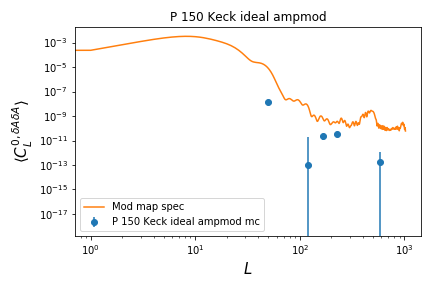 P 150 Keck ideal ampmod
10⁻³
10⁻⁵
10⁻⁷
10⁻⁹
10⁻¹¹
10⁻¹³
10⁻¹⁵
10⁻¹⁷
⟨C_L^{0, δAδA}⟩
Mod map spec
P 150 Keck ideal ampmod mc
10⁰
10¹
10²
10³
L